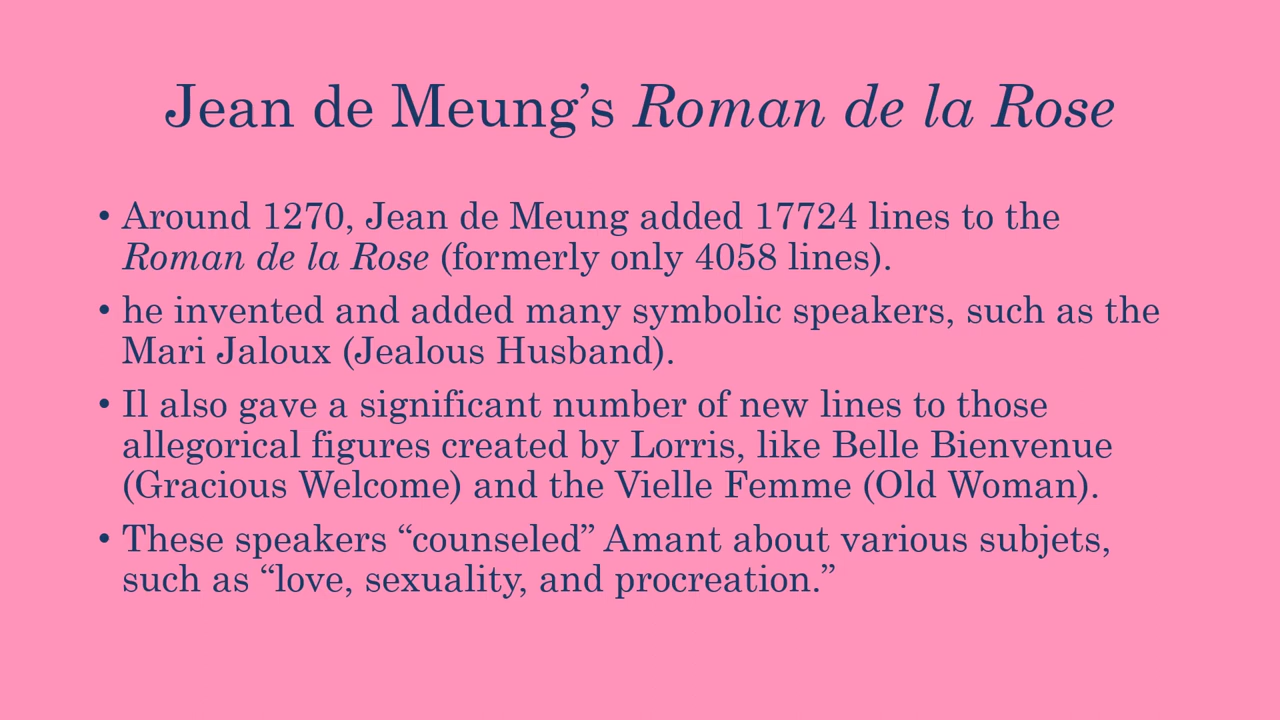 Jean de Meung’s Roman de la Rose
• Around 1270, Jean de Meung added 17724 lines to the
Roman de la Rose (formerly only 4058 lines).
• he invented and added many symbolic speakers, such as the
Mari Jaloux (Jealous Husband).
• Il also gave a significant number of new lines to those
allegorical figures created by Lorris, like Belle Bienvenue
(Gracious Welcome) and the Vielle Femme (Old Woman).
• These speakers “counseled” Amant about various subjets,
such as “love, sexuality, and procreation.”